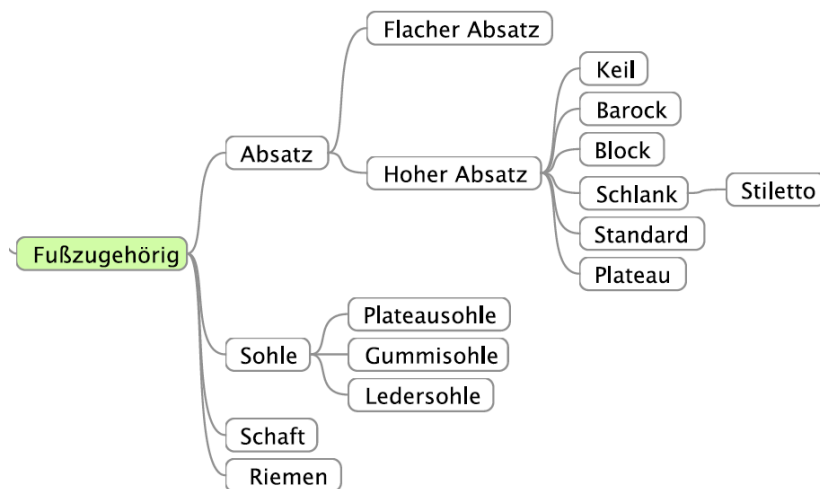 Flacher Absatz
Keil
Barock
Absatz
Block
Hoher Absatz
Schlank
Stiletto
Standard
Fußzugehörig
Plateau
Plateausohle
Sohle
Gummisohle
Ledersohle
Schaft
Riemen